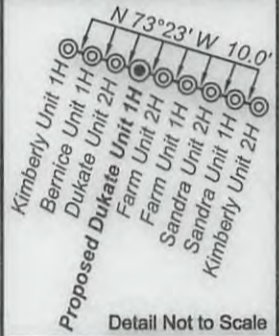 N 73°23' W 10.0'
Kimberly Unit 1H
Bernice Unit 1H
Dukate Unit 2H
Proposed Dukate Unit 1H
Farm Unit 2H
Farm Unit 1H
Sandra Unit 2H
Sandra Unit 1H
Kimberly Unit 2H
Detail Not to Scale